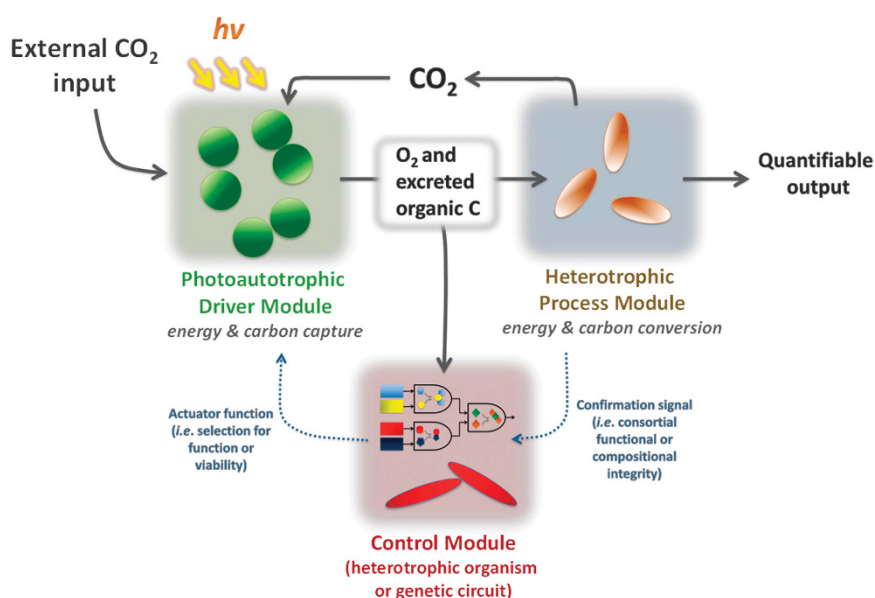 hν
External CO₂
input
CO₂
O₂ and
excreted
organic C
Quantifiable
output
Photoautotrophic
Driver Module
energy & carbon capture
Heterotrophic
Process Module
energy & carbon conversion
Actuator function
(i.e. selection for
function or
viability)
Confirmation signal
(i.e. consortial
functional or
compositional
integrity)
Control Module
(heterotrophic organism
or genetic circuit)